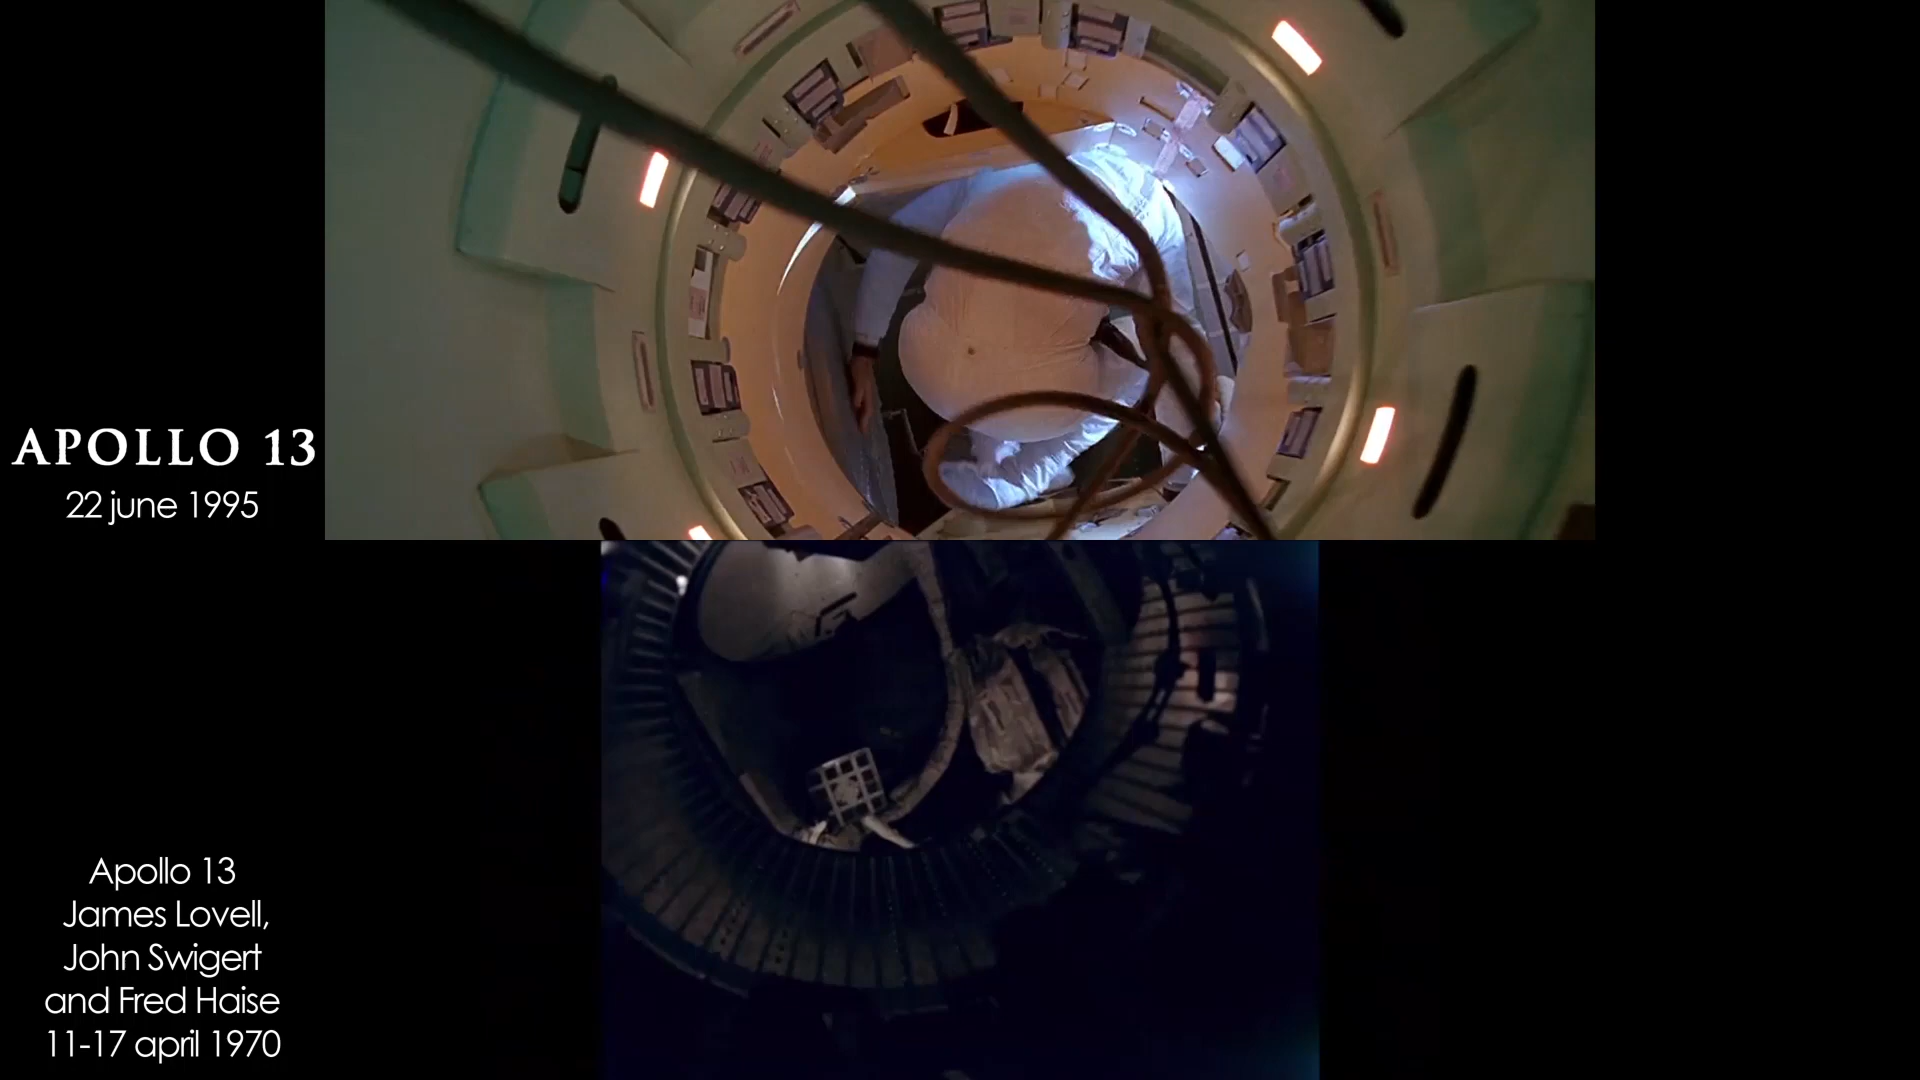 APOLLO 13
22 june 1995
Apollo 13
James Lovell,
John Swigert
and Fred Haise
11-17 april 1970